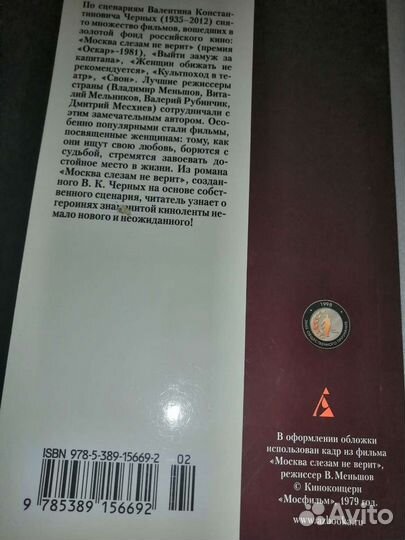 По сценариям Валентина Констан-
тиновича Черных (1935–2012) сня-
то множество фильмов, вошедших в
золотой фонд российского кино:
«Москва слезам не верит» (премия
«Оскар»-1981), «Выйти замуж за
капитана», «Женщин обижать не
рекомендуется», «Культпоход в те-
атр», «Свои». Лучшие режиссеры
страны (Владимир Меньшов, Вита-
лий Мельников, Валерий Рубинчик,
Дмитрий Месхиев) сотрудничали с
этим замечательным автором. Осо-
бенно популярными стали фильмы,
посвященные женщинам: тому, как
они ищут свою любовь, борются с
судьбой, стремятся завоевать до-
стойное место в жизни. Из романа
«Москва слезам не верит», создан-
ного В. К. Черных на основе собст-
венного сценария, читатель узнает о
героинях знаменитой киноленты не-
мало нового и неожиданного!
1998
ISBN 978-5-389-15669-2
02
9 785389 156692
В оформлении обложки
использован кадр из фильма
«Москва слезам не верит»,
режиссер В.Меньшов
© Киноконцерн
«Мосфильм», 1979 год.
www.azbooka.ru
Avito